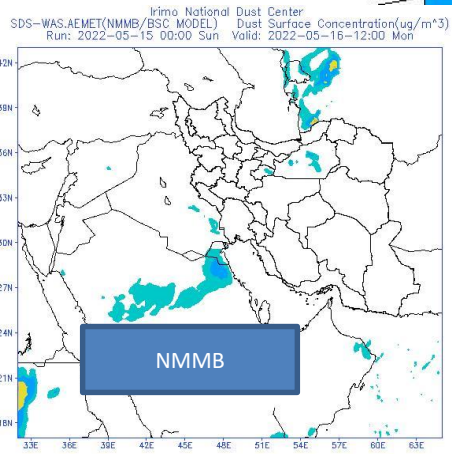 Irimo National Dust Center
SDS-WAS.AEMET(NMMB/BSC MODEL) Dust Surface Concentration(ug/m^3)
Run: 2022-05-15 00:00 Sun Valid: 2022-05-16-12:00 Mon
42N
39N
36N
33N
30N
27N
24N
21N
18N
NMMB
33E 36E 39E 42E 45E 48E 51E 54E 57E 60E 63E